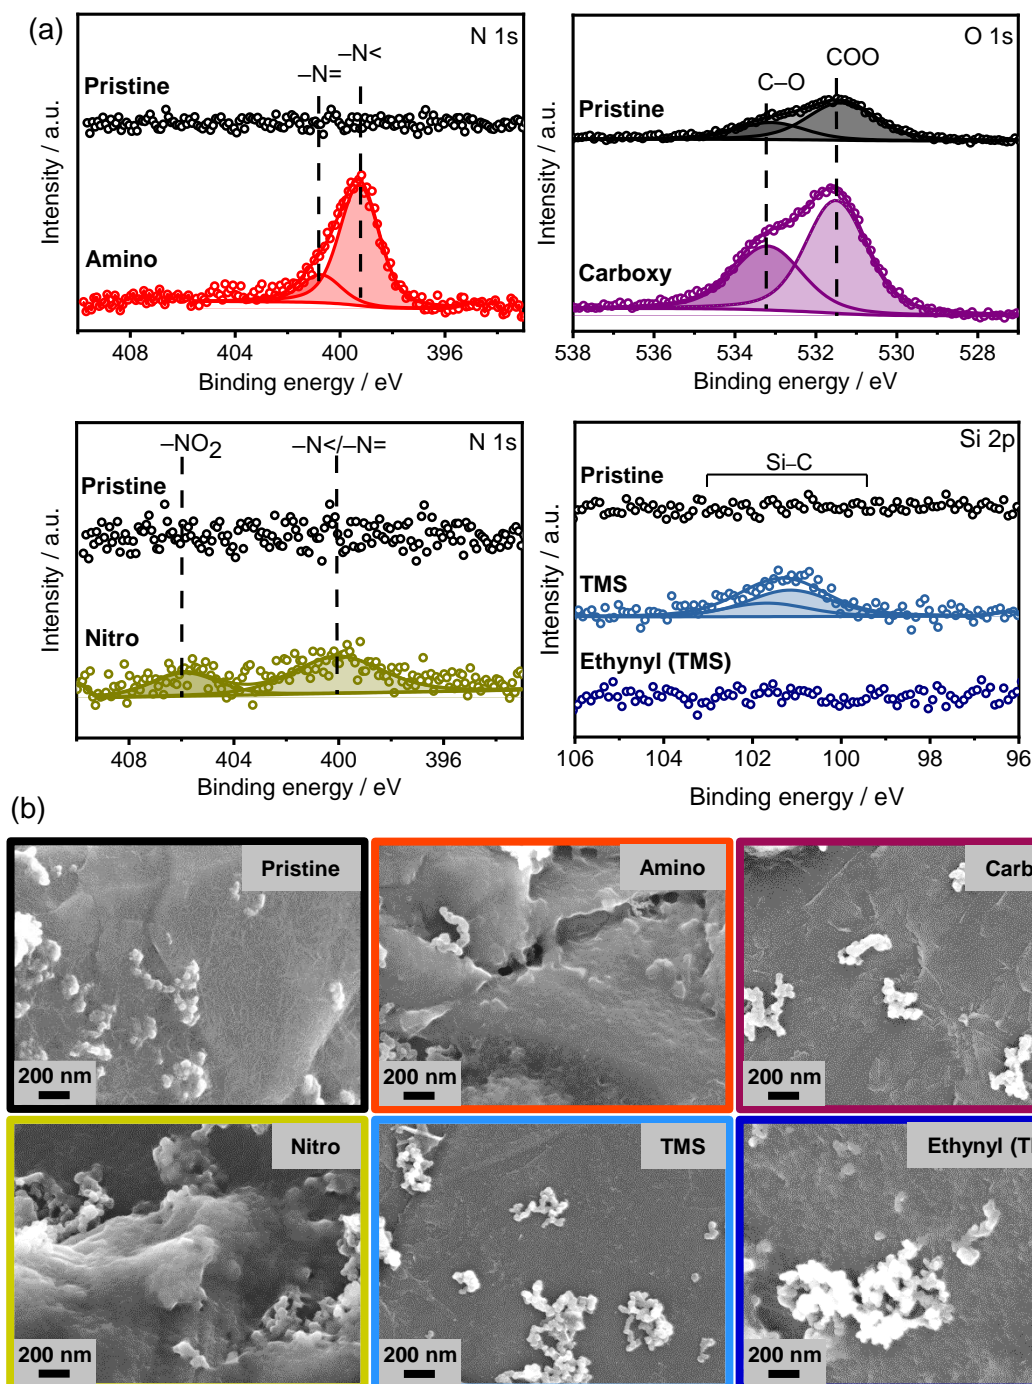 (a)
N 1s
–N<
–N=
Pristine
Amino
Intensity / a.u.
408 404 400 396
Binding energy / eV
O 1s
COO
C–O
Pristine
Carboxy
Intensity / a.u.
538 536 534 532 530 528
Binding energy / eV
N 1s
–NO2 –N</–N=
Pristine
Nitro
Intensity / a.u.
408 404 400 396
Binding energy / eV
Si 2p
Si–C
Pristine
TMS
Ethynyl (TMS)
Intensity / a.u.
106 104 102 100 98 96
Binding energy / eV
(b)
Pristine
200 nm
Amino
200 nm
Carb
200 nm
Nitro
200 nm
TMS
200 nm
Ethynyl (T
200 nm